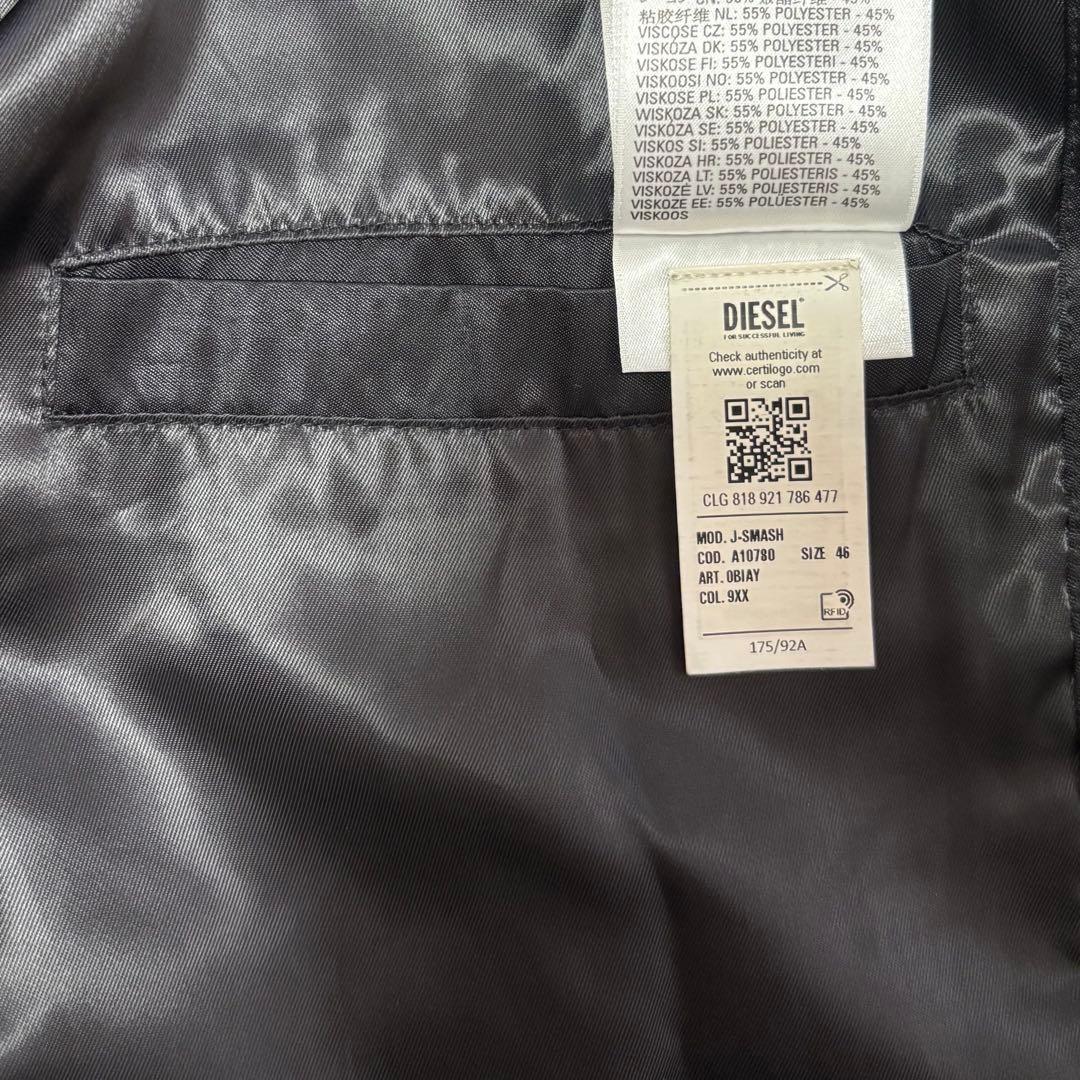 粘胶纤维 NL: 55% POLYESTER - 45%
VISCOSE CZ: 55% POLYESTER - 45%
VISKÓZA DK: 55% POLYESTER - 45%
VISKOSE FI: 55% POLYESTERI - 45%
VISKOOSI NO: 55% POLYESTER - 45%
VISKOSE PL: 55% POLIESTER - 45%
WISKOZA SK: 55% POLYESTER - 45%
VISKÓZA SE: 55% POLYESTER - 45%
VISKOS SI: 55% POLIESTER - 45%
VISKOZA HR: 55% POLIESTER - 45%
VISKOZA LT: 55% POLIESTERIS - 45%
VISKOZĖ LV: 55% POLIESTERIS - 45%
VISKOZE EE: 55% POLÜESTER - 45%
VISKOOS
DIESEL
FOR SUCCESSFUL LIVING
Check authenticity at
www.certilogo.com
or scan
CLG 818 921 786 477
MOD. J-SMASH
COD. A10780 SIZE 46
ART. 0BIAY
COL. 9XX
RFID
175/92A